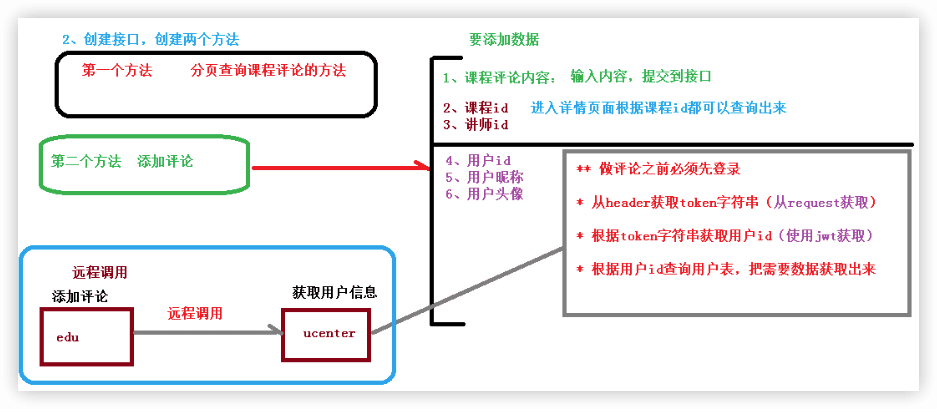 2、创建接口，创建两个方法
第一个方法 分页查询课程评论的方法
第二个方法 添加评论
要添加数据
1、课程评论内容： 输入内容，提交到接口
2、课程id 进入详情页面根据课程id都可以查询出来
3、讲师id
4、用户id
5、用户昵称
6、用户头像
** 做评论之前必须先登录
* 从header获取token字符串（从request获取）
* 根据token字符串获取用户id（使用jwt获取）
* 根据用户id查询用户表，把需要数据获取出来
远程调用
添加评论
edu
远程调用
获取用户信息
ucenter